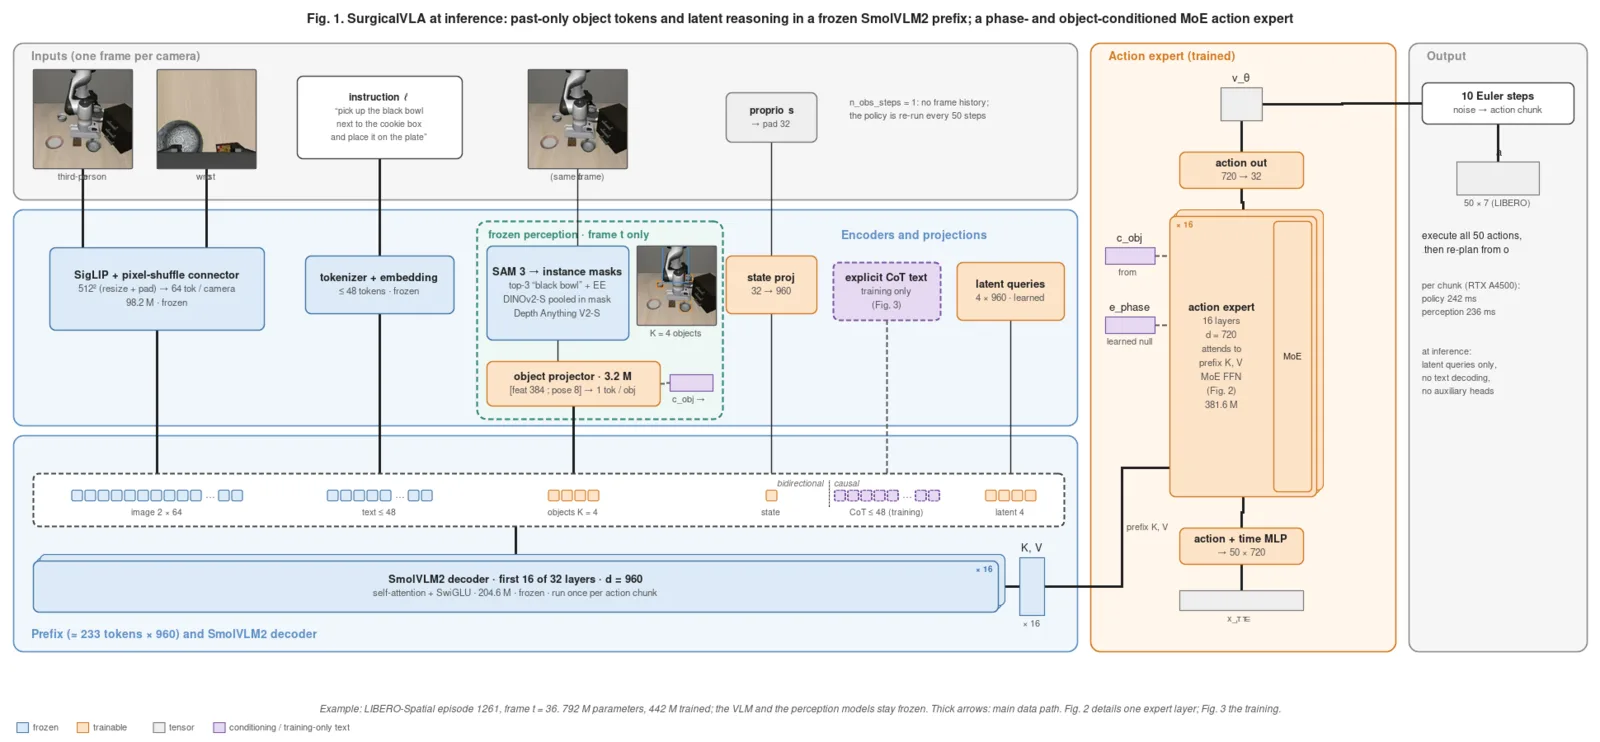 Fig. 1. SurgicalVLA at inference: past-only object tokens and latent reasoning in a frozen SmolVLM2 prefix; a phase- and object-conditioned MoE action expert
Inputs (one frame per camera)
third-person
wrist
instruction ℓ
“pick up the black bowl
next to the cookie box
and place it on the plate”
(same frame)
proprio s
→ pad 32
n_obs_steps = 1: no frame history;
the policy is re-run every 50 steps
SigLIP + pixel-shuffle connector
512² (resize + pad) → 64 tok / camera
98.2 M · frozen
tokenizer + embedding
≤ 48 tokens · frozen
frozen perception · frame t only
SAM 3 → instance masks
top-3 “black bowl” + EE
DINOv2-S pooled in mask
Depth Anything V2-S
K = 4 objects
object projector · 3.2 M
[feat 384 ; pose 8] → 1 tok / obj
c_obj →
Encoders and projections
state proj
32 → 960
explicit CoT text
training only
(Fig. 3)
latent queries
4 × 960 · learned
bidirectional
causal
...
image 2 × 64
...
text ≤ 48
objects K = 4
state
...
CoT ≤ 48 (training)
latent 4
SmolVLM2 decoder · first 16 of 32 layers · d = 960
self-attention + SwiGLU · 204.6 M · frozen · run once per action chunk
× 16
K, V
× 16
Prefix (= 233 tokens × 960) and SmolVLM2 decoder
Action expert (trained)
v_θ
action out
720 → 32
× 16
c_obj
from
e_phase
learned null
action expert
16 layers
d = 720
attends to
prefix K, V
MoE FFN
(Fig. 2)
381.6 M
MoE
prefix K, V
action + time MLP
→ 50 × 720
Output
10 Euler steps
noise → action chunk
a
50 × 7 (LIBERO)
execute all 50 actions,
then re-plan from o
per chunk (RTX A4500):
policy 242 ms
perception 236 ms
at inference:
latent queries only,
no text decoding,
no auxiliary heads
Example: LIBERO-Spatial episode 1261, frame t = 36. 792 M parameters, 442 M trained; the VLM and the perception models stay frozen. Thick arrows: main data path. Fig. 2 details one expert layer; Fig. 3 the training.
frozen
trainable
tensor
conditioning / training-only text